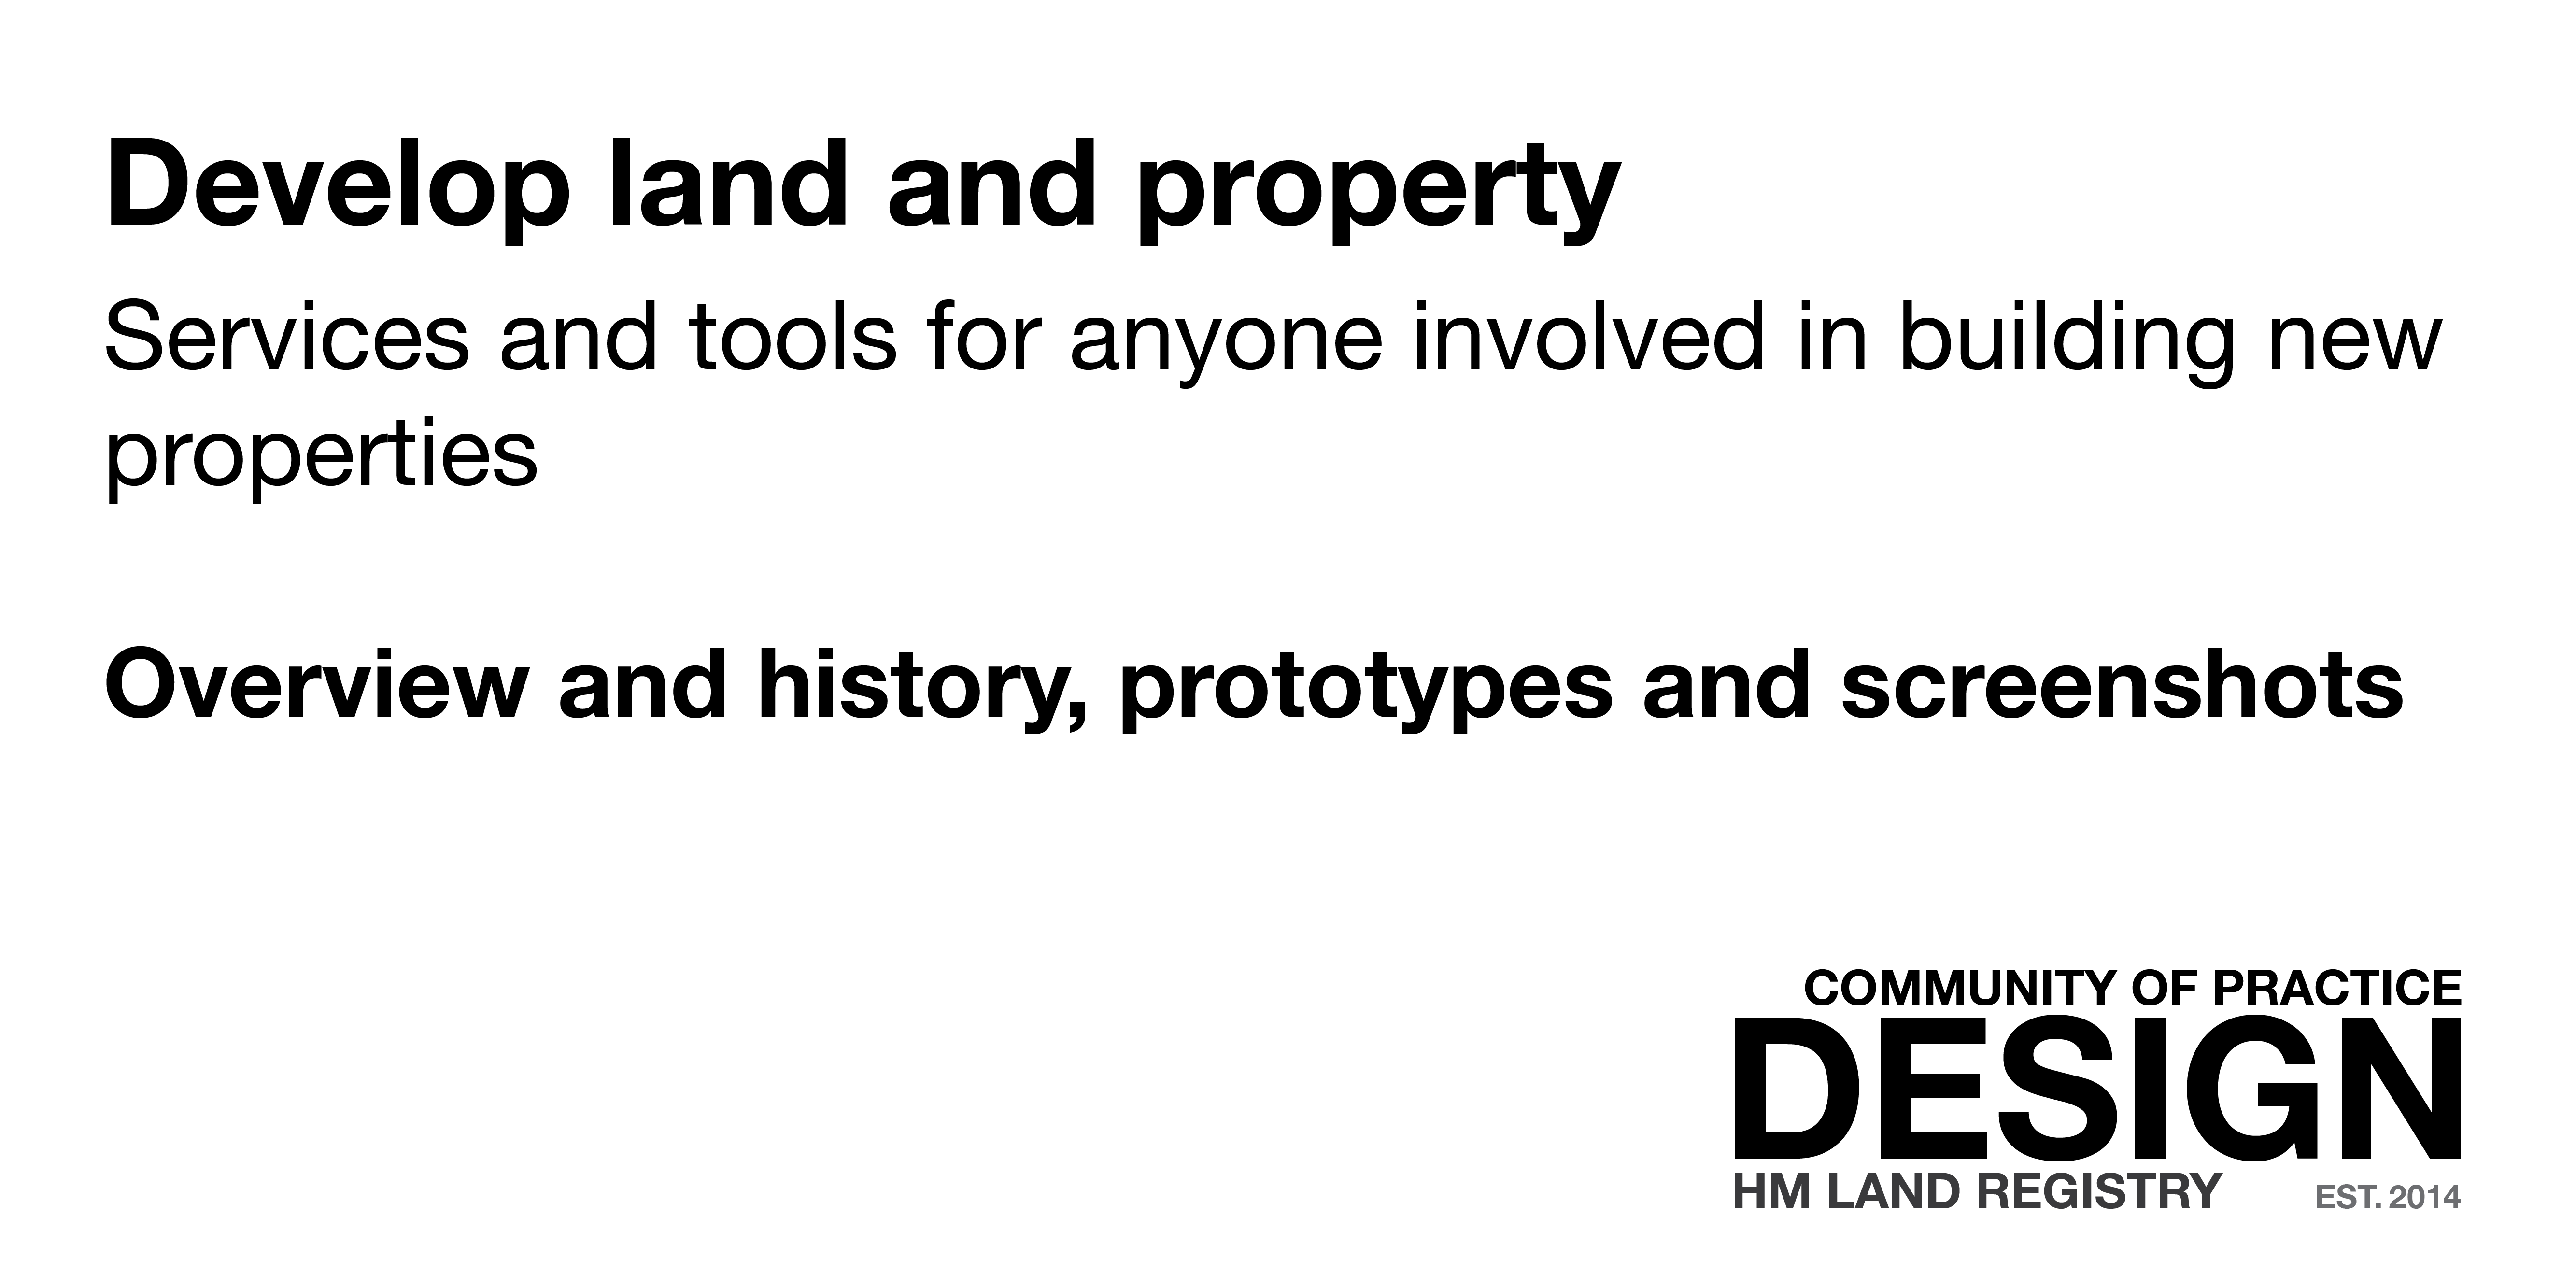 Develop land and property
Services and tools for anyone involved in building new
properties
Overview and history, prototypes and screenshots
COMMUNITY OF PRACTICE
DESIGN
HM LAND REGISTRY EST. 2014